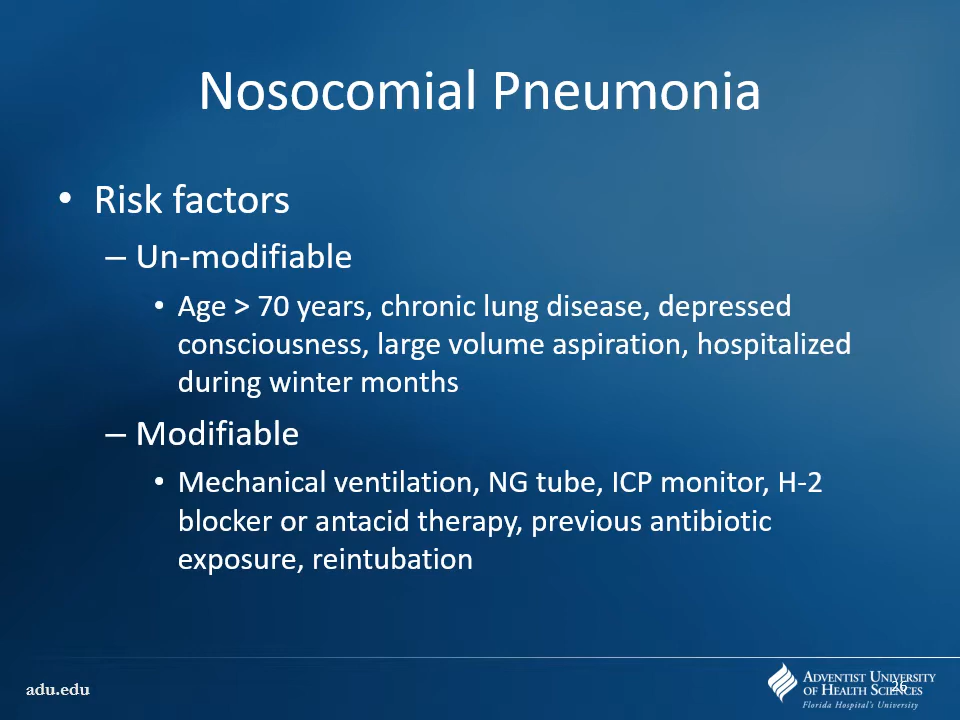 Nosocomial Pneumonia
• Risk factors
– Un-modifiable
• Age > 70 years, chronic lung disease, depressed
consciousness, large volume aspiration, hospitalized
during winter months
– Modifiable
• Mechanical ventilation, NG tube, ICP monitor, H-2
blocker or antacid therapy, previous antibiotic
exposure, reintubation
adu.edu
ADVENTIST UNIVERSITY
OF HEALTH SCIENCES
Florida Hospital's University
26